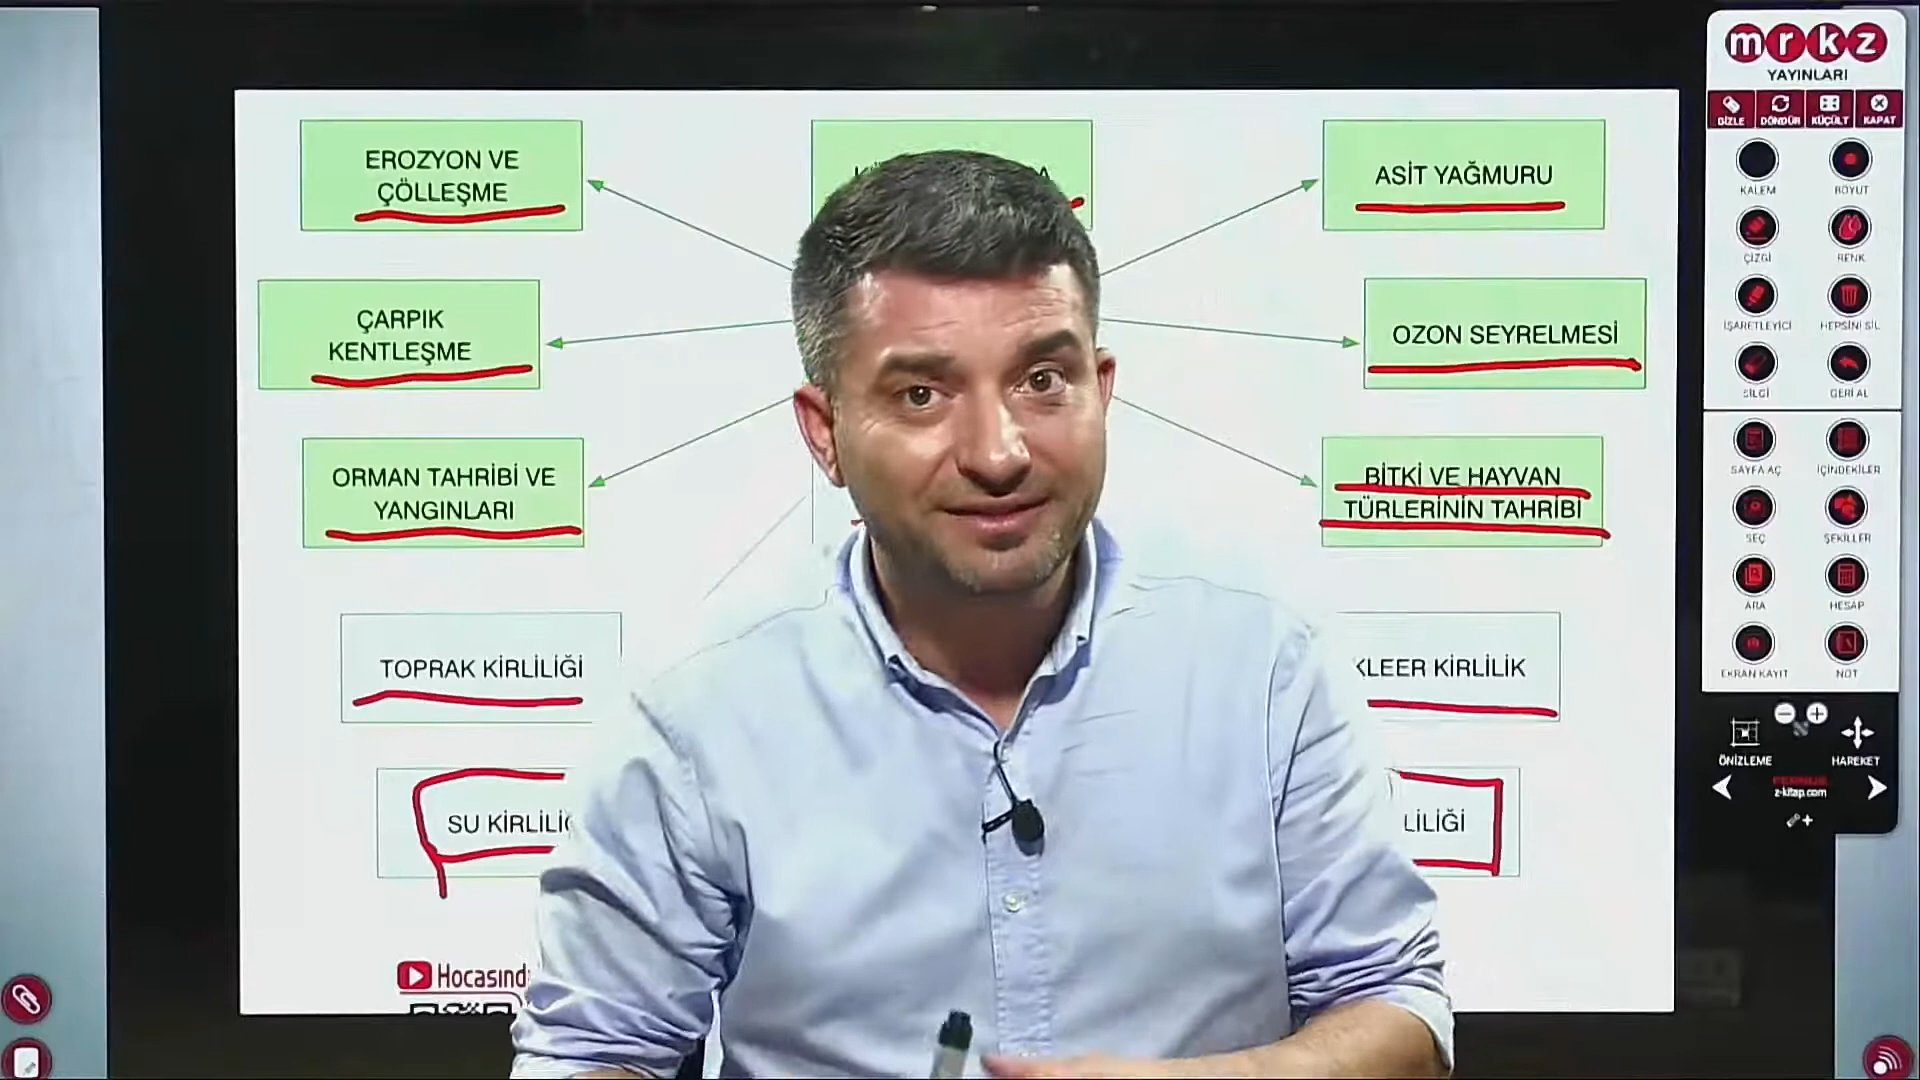 EROZYON VE
ÇÖLLEŞME
ASİT YAĞMURU
ÇARPIK
KENTLEŞME
OZON SEYRELMESİ
ORMAN TAHRİBİ VE
YANGINLARI
BİTKİ VE HAYVAN
TÜRLERİNİN TAHRİBİ
TOPRAK KİRLİLİĞİ
KLEER KİRLİLİK
SU KİRLİLİĞ
LİLİĞİ
Hocasınd
mrkz
YAYINLARI
GİZLE DÖNDÜR KÜÇÜLT KAPAT
KALEM BOYUT
ÇİZGİ RENK
İŞARETLEYİCİ HEPSİNİ SİL
SİLGİ GERİ AL
SAYFA AÇ İÇİNDEKİLER
SEÇ ŞEKİLLER
ARA HESAP
EKRAN KAYIT NOT
ÖNİZLEME HAREKET
z-kitap.com